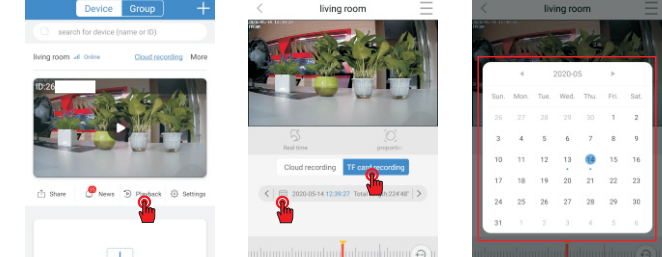 Device Group +
search for device (name or ID)
living room Online Cloud recording More
ID:26
Share News Playback Settings
living room
Real time proportion
Cloud recording TF card recording
< 2020-05-14 12:39:27 Total >
living room
2020-05
Sun. Mon. Tue. Wed. Thu. Fri. Sat.
26 27 28 29 30 1 2
3 4 5 6 7 8 9
10 11 12 13 14 15 16
17 18 19 20 21 22 23
24 25 26 27 28 29 30
31 1 2 3 4 5 6